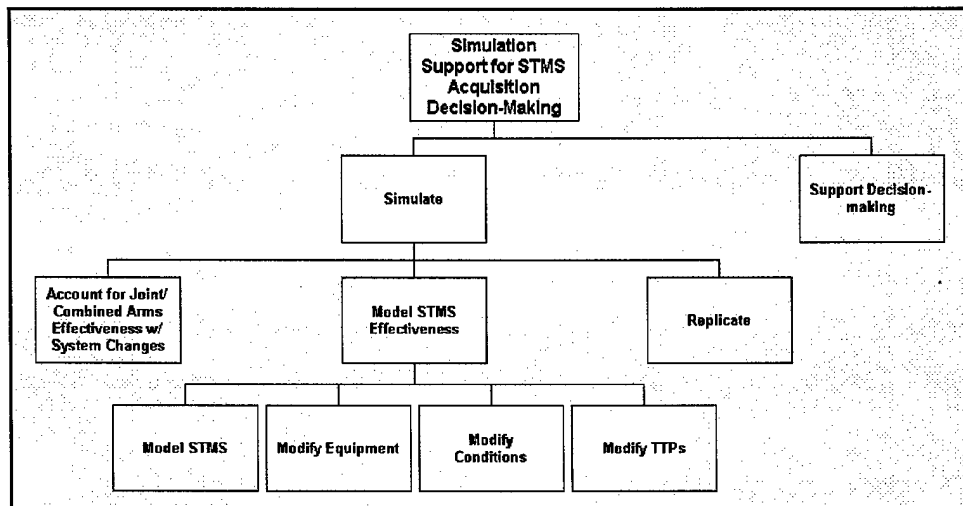 Simulation
Support for STMS
Acquisition
Decision-Making
Simulate
Support Decision-
making
Account for Joint/
Combined Arms
Effectiveness w/
System Changes
Model STMS
Effectiveness
Replicate
Model STMS
Modify Equipment
Modify
Conditions
Modify TTPs